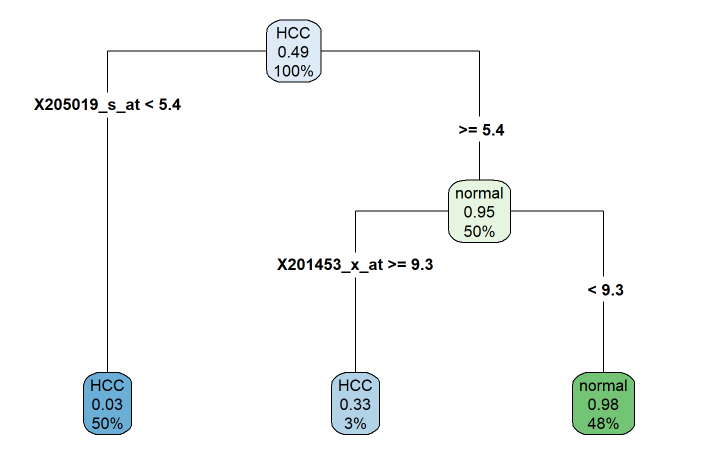 HCC
0.49
100%
X205019_s_at < 5.4
>= 5.4
normal
0.95
50%
X201453_x_at >= 9.3
< 9.3
HCC
0.03
50%
HCC
0.33
3%
normal
0.98
48%